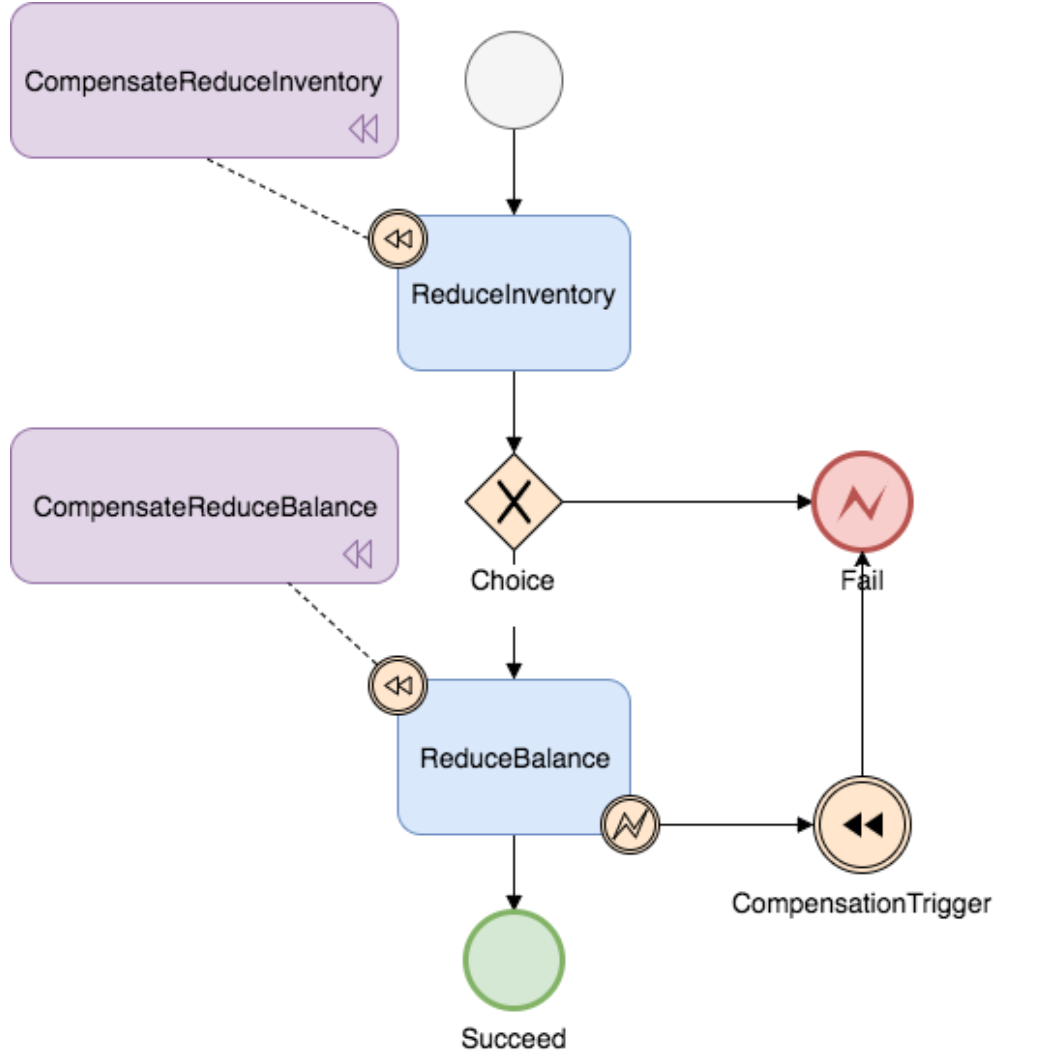 CompensateReduceInventory
ReduceInventory
CompensateReduceBalance
Choice
Fail
ReduceBalance
CompensationTrigger
Succeed